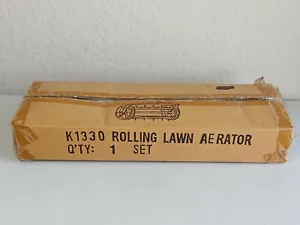 K1330 ROLLING LAWN AERATOR
Q'TY: 1 SET